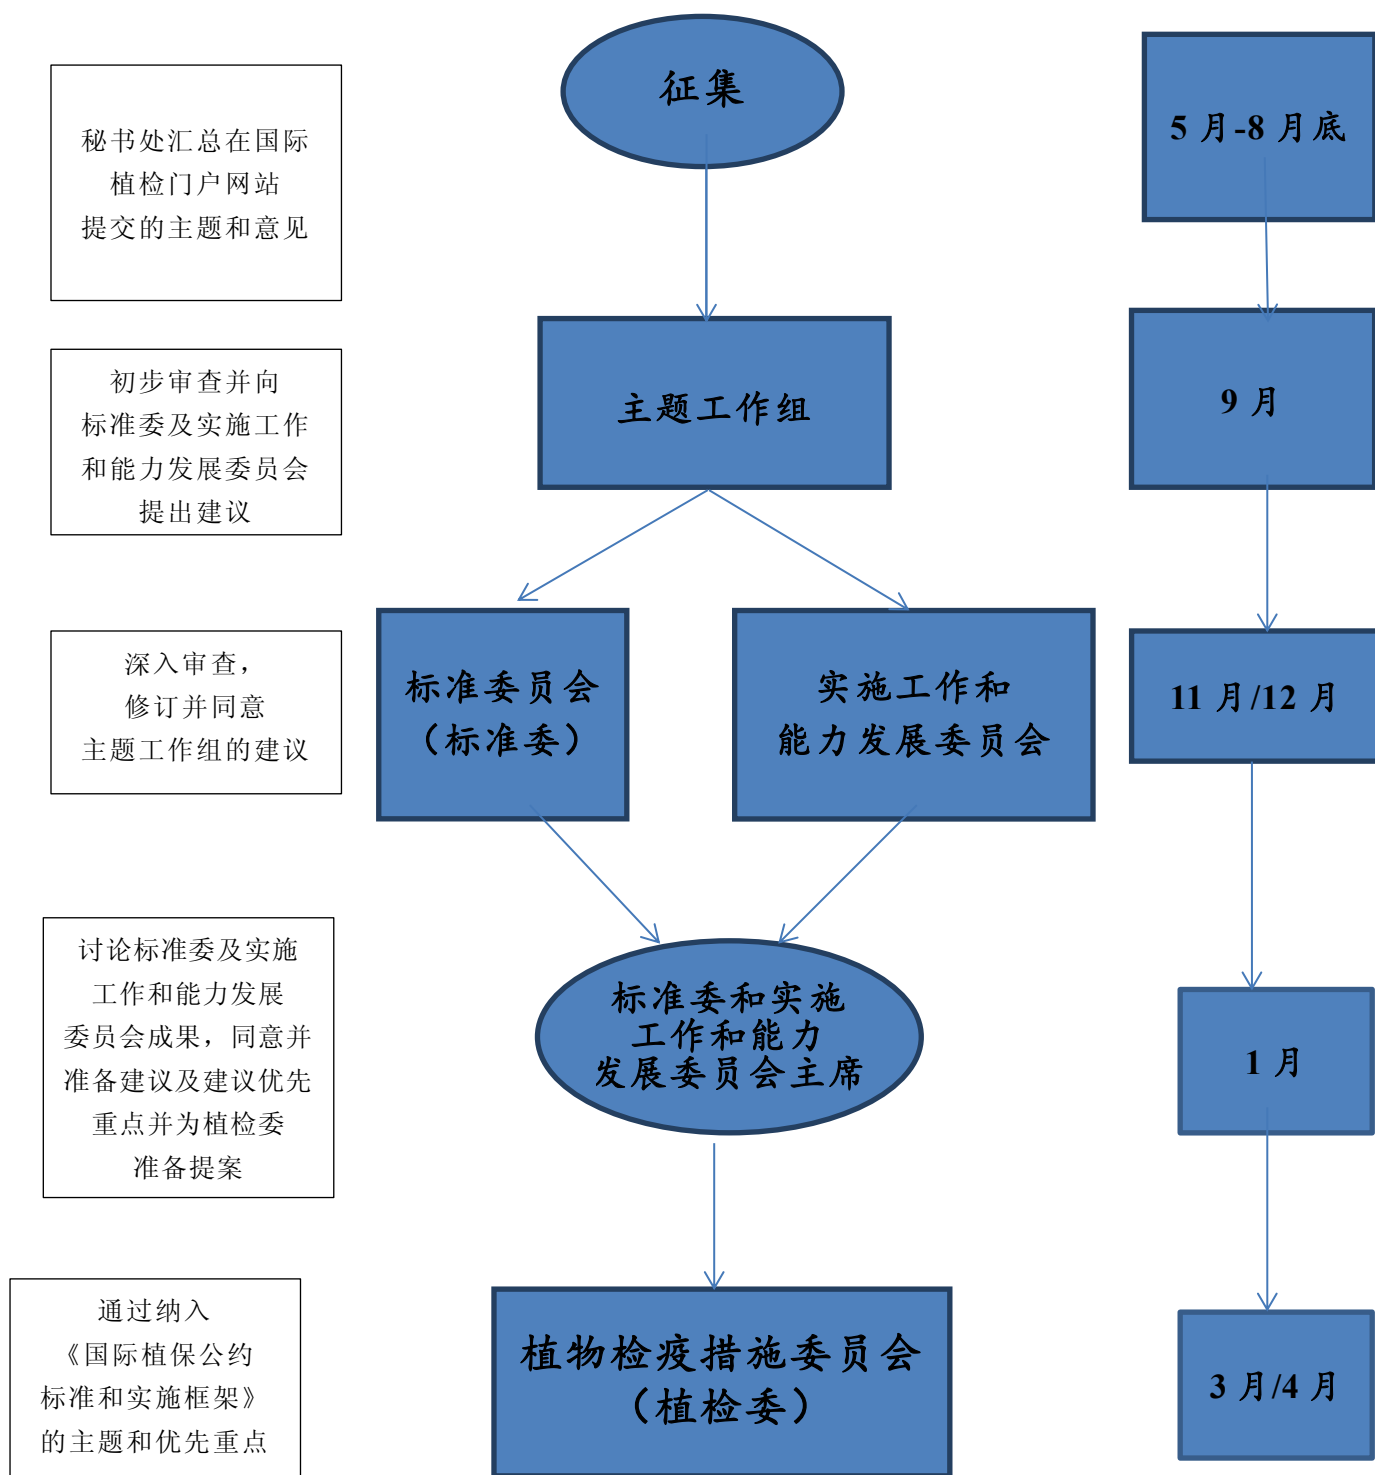 秘书处汇总在国际
植检门户网站
提交的主题和意见
征集
5 月-8 月底
初步审查并向
标准委及实施工作
和能力发展委员会
提出建议
主题工作组
9 月
深入审查，
修订并同意
主题工作组的建议
标准委员会
（标准委）
实施工作和
能力发展委员会
11 月/12 月
讨论标准委及实施
工作和能力发展
委员会成果，同意并
准备建议及建议优先
重点并为植检委
准备提案
标准委和实施
工作和能力
发展委员会主席
1 月
通过纳入
《国际植保公约
标准和实施框架》
的主题和优先重点
植物检疫措施委员会
（植检委）
3 月/4 月